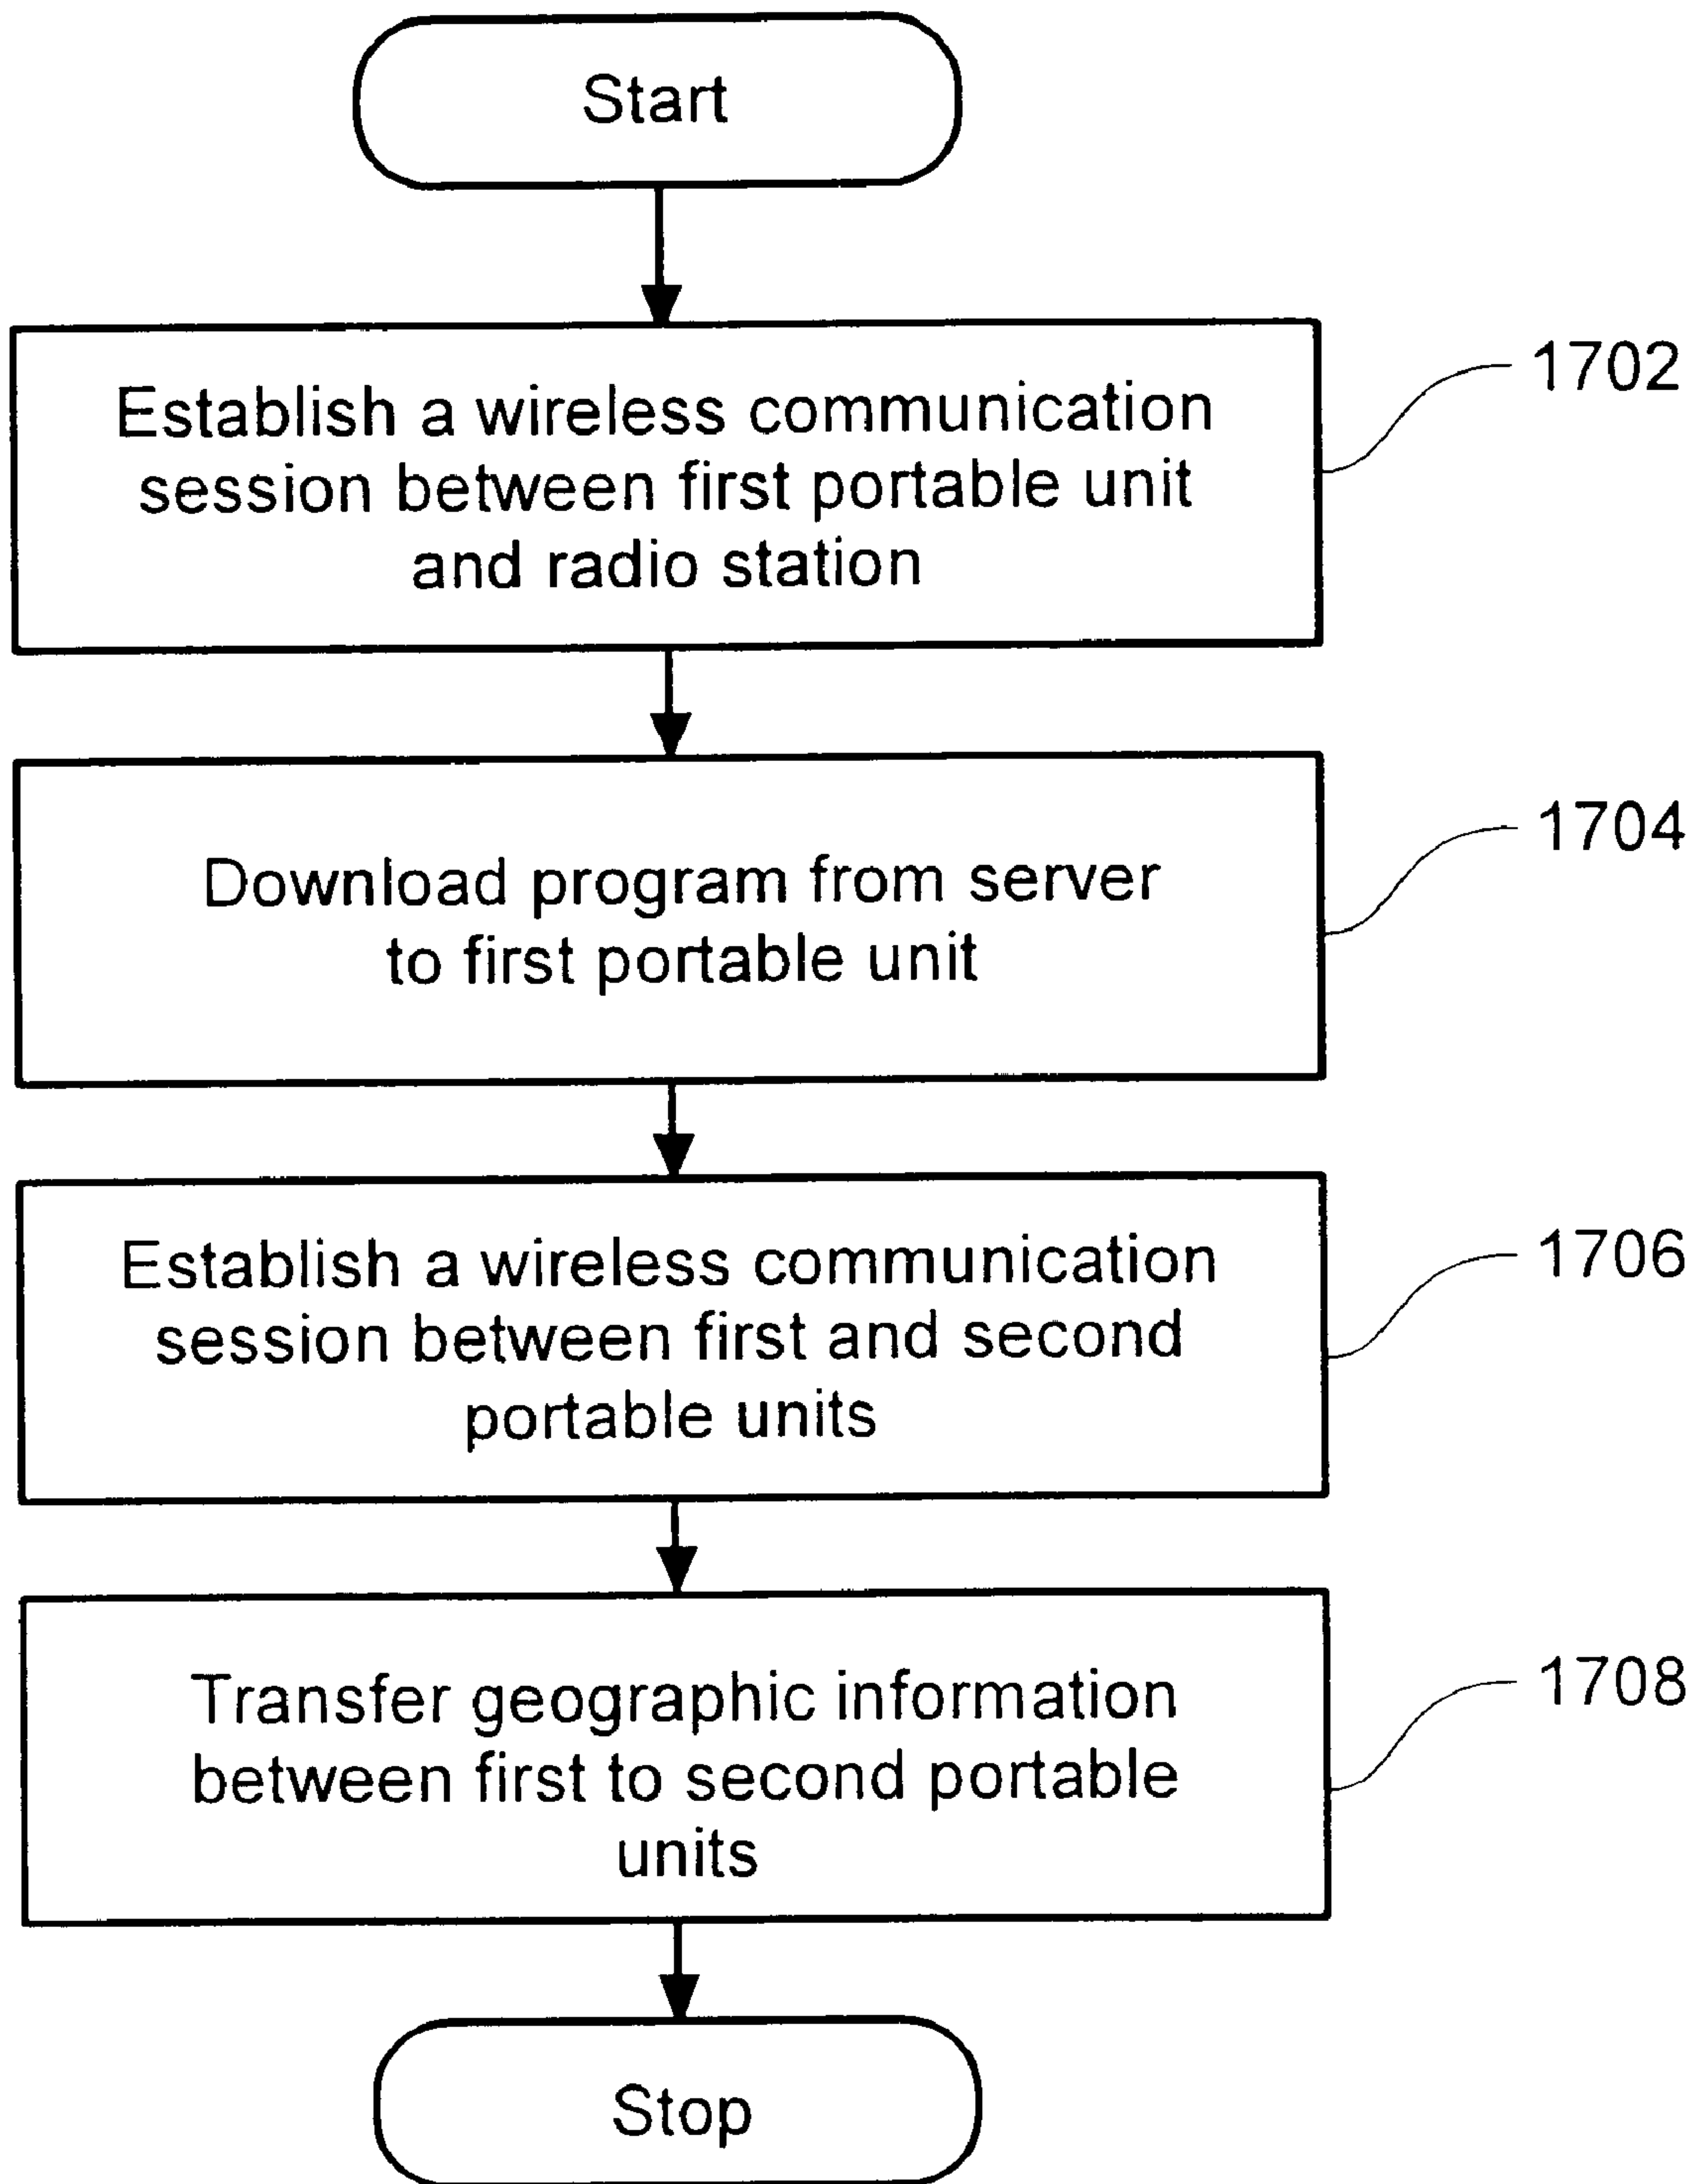 Start
1702
Establish a wireless communication
session between first portable unit
and radio station
1704
Download program from server
to first portable unit
1706
Establish a wireless communication
session between first and second
portable units
1708
Transfer geographic information
between first to second portable
units
Stop